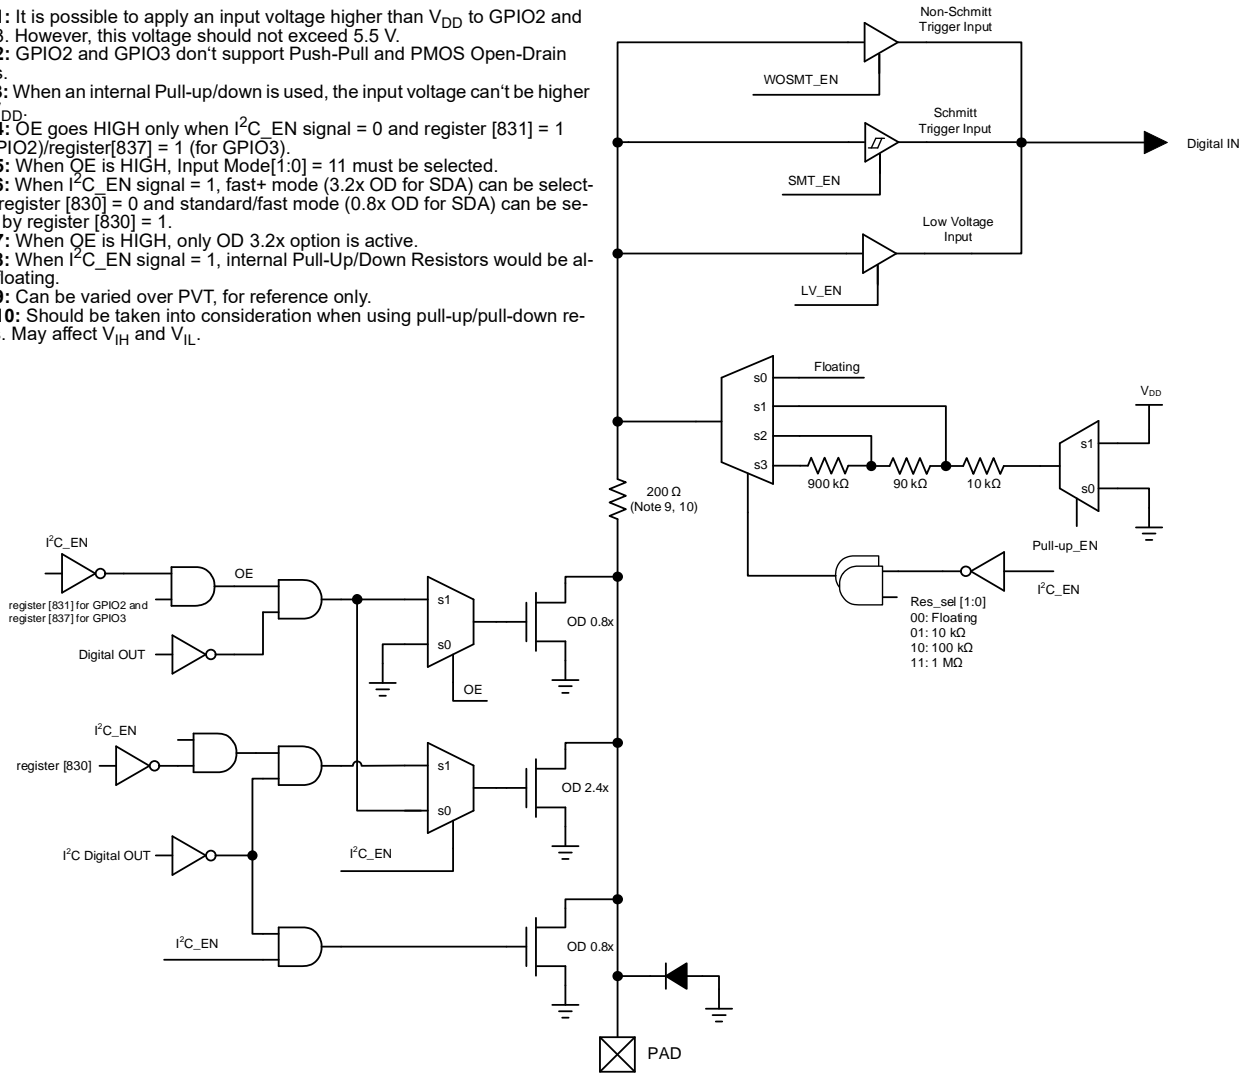 1: It is possible to apply an input voltage higher than VDD to GPIO2 and
3. However, this voltage should not exceed 5.5 V.
2: GPIO2 and GPIO3 don't support Push-Pull and PMOS Open-Drain
s.
: When an internal Pull-up/down is used, the input voltage can't be higher
DD.
: OE goes HIGH only when I²C_EN signal = 0 and register [831] = 1
PIO2)/register[837] = 1 (for GPIO3).
: When OE is HIGH, Input Mode[1:0] = 11 must be selected.
: When I²C_EN signal = 1, fast+ mode (3.2x OD for SDA) can be select-
register [830] = 0 and standard/fast mode (0.8x OD for SDA) can be se-
by register [830] = 1.
: When OE is HIGH, only OD 3.2x option is active.
: When I²C_EN signal = 1, internal Pull-Up/Down Resistors would be al-
floating.
: Can be varied over PVT, for reference only.
10: Should be taken into consideration when using pull-up/pull-down re-
. May affect VIH and VIL.
Non-Schmitt
Trigger Input
WOSMT_EN
Schmitt
Trigger Input
Digital IN
SMT_EN
Low Voltage
Input
LV_EN
Floating
s0
s1
s2
s3
900 kΩ
90 kΩ
10 kΩ
VDD
s1
s0
Pull-up_EN
200 Ω
(Note 9, 10)
I²C_EN
Res_sel [1:0]
00: Floating
01: 10 kΩ
10: 100 kΩ
11: 1 MΩ
I²C_EN
OE
register [831] for GPIO2 and
register [837] for GPIO3
Digital OUT
s1
s0
OE
OD 0.8x
I²C_EN
register [830]
s1
s0
OD 2.4x
I²C Digital OUT
I²C_EN
I²C_EN
OD 0.8x
PAD